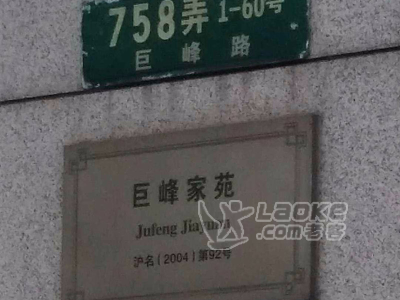 758弄 1-60号
巨峰路
巨峰家苑
Jufeng Jiayuan
沪名(2004)第92号
LAOKE
.com老客